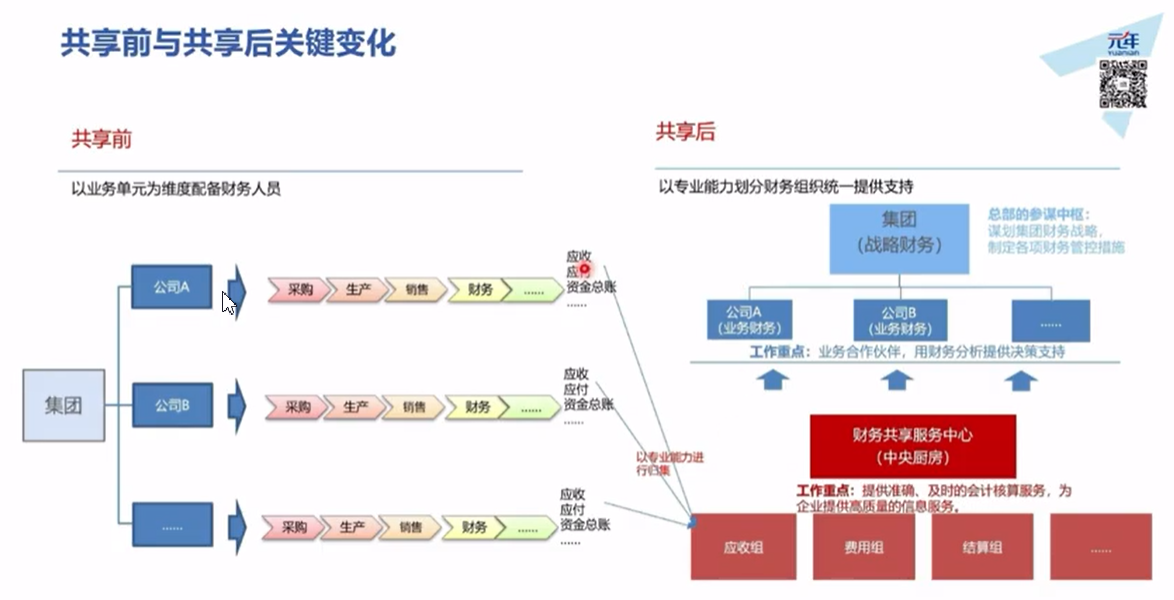 共享前与共享后关键变化
元年
yuanian
共享前
以业务单元为维度配备财务人员
集团
公司A
采购
生产
销售
财务
......
应收
应付
资金总账
......
公司B
采购
生产
销售
财务
......
应收
应付
资金总账
......
......
采购
生产
销售
财务
......
应收
应付
资金总账
......
以专业能力进
行归集
共享后
以专业能力划分财务组织统一提供支持
集团
（战略财务）
总部的参谋中枢：
谋划集团财务战略，
制定各项财务管控措施
公司A
（业务财务）
公司B
（业务财务）
......
工作重点：业务合作伙伴，用财务分析提供决策支持
财务共享服务中心
（中央厨房）
工作重点：提供准确、及时的会计核算服务，为
企业提供高质量的信息服务。
应收组
费用组
结算组
......